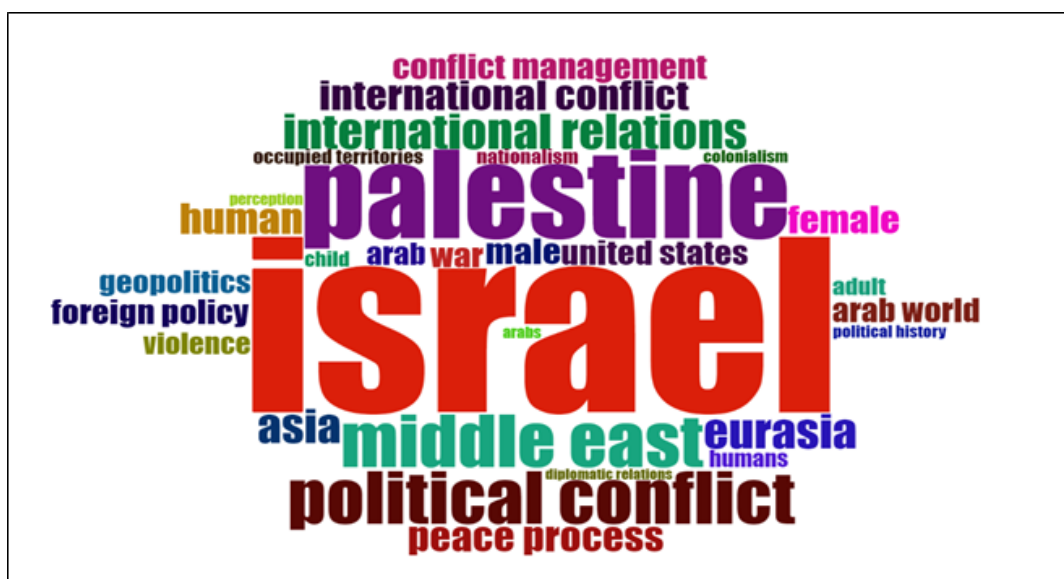 conflict management
international conflict
international relations
occupied territories nationalism colonialism
palestine
perception
human female
child arab war male united states
israel
geopolitics adult
foreign policy arab world
violence arabs political history
asia middle east eurasia
humans
diplomatic relations
political conflict
peace process